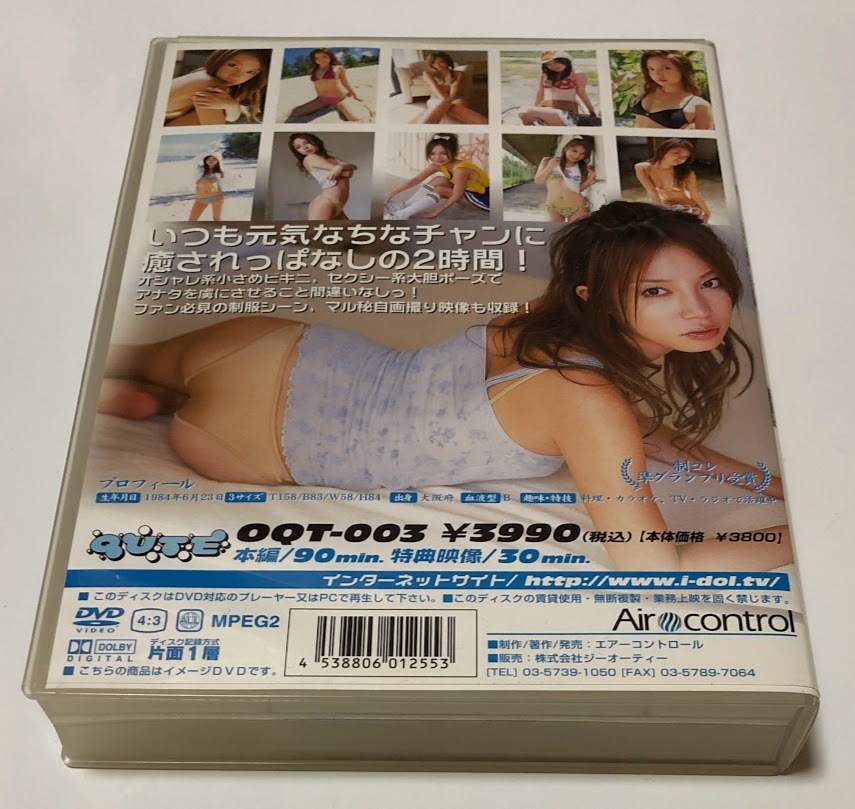 いつも元気なちなチャンに
癒されっぱなしの2時間！
オシャレ系小さめビキニ，セクシー系大胆ポーズで
アナタを虜にさせること間違いなしっ！
ファン必見の制服シーン，マル秘自画撮り映像も収録！
制コレ
準グランプリ受賞
プロフィール
生年月日 1984年6月23日 3サイズ T158/B83/W58/H84 出身 大阪府 血液型 B 趣味・特技 料理・カラオケ、TV・ラジオで活躍中
QUTE OQT-003 ￥3990(税込)【本体価格 ￥3800】
本編/90min. 特典映像/30min.
インターネットサイト/ http://www.i-dol.tv/
■このディスクはDVD対応のプレーヤー又はPCで再生して下さい。■このディスクの賃貸使用・無断複製・業務上映を固く禁じます。
DVD VIDEO 4:3 ALL MPEG2
DOLBY DIGITAL ディスク記録方式 片面1層
■こちらの商品はイメージDVDです。
4 538806 012553
Air control
■制作/著作/発売：エアーコントロール
■販売：株式会社ジーオーティー
[TEL] 03-5739-1050 [FAX] 03-5789-7064